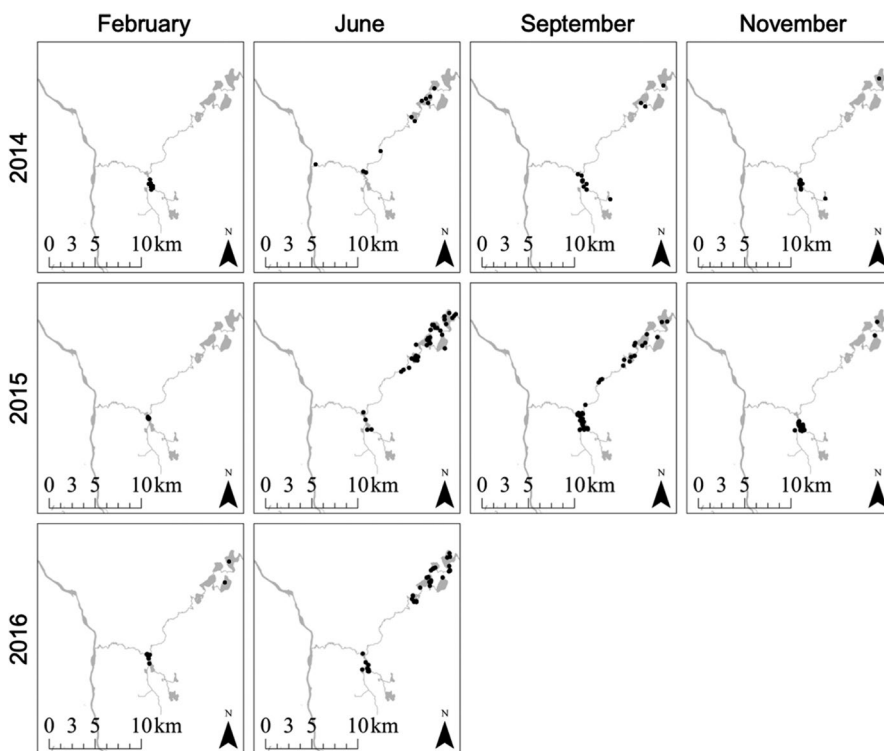 February June September November
2014
N N N N
0 3 5 10km 0 3 5 10km 0 3 5 10km 0 3 5 10km
2015
N N N N
0 3 5 10km 0 3 5 10km 0 3 5 10km 0 3 5 10km
2016
N N
0 3 5 10km 0 3 5 10km